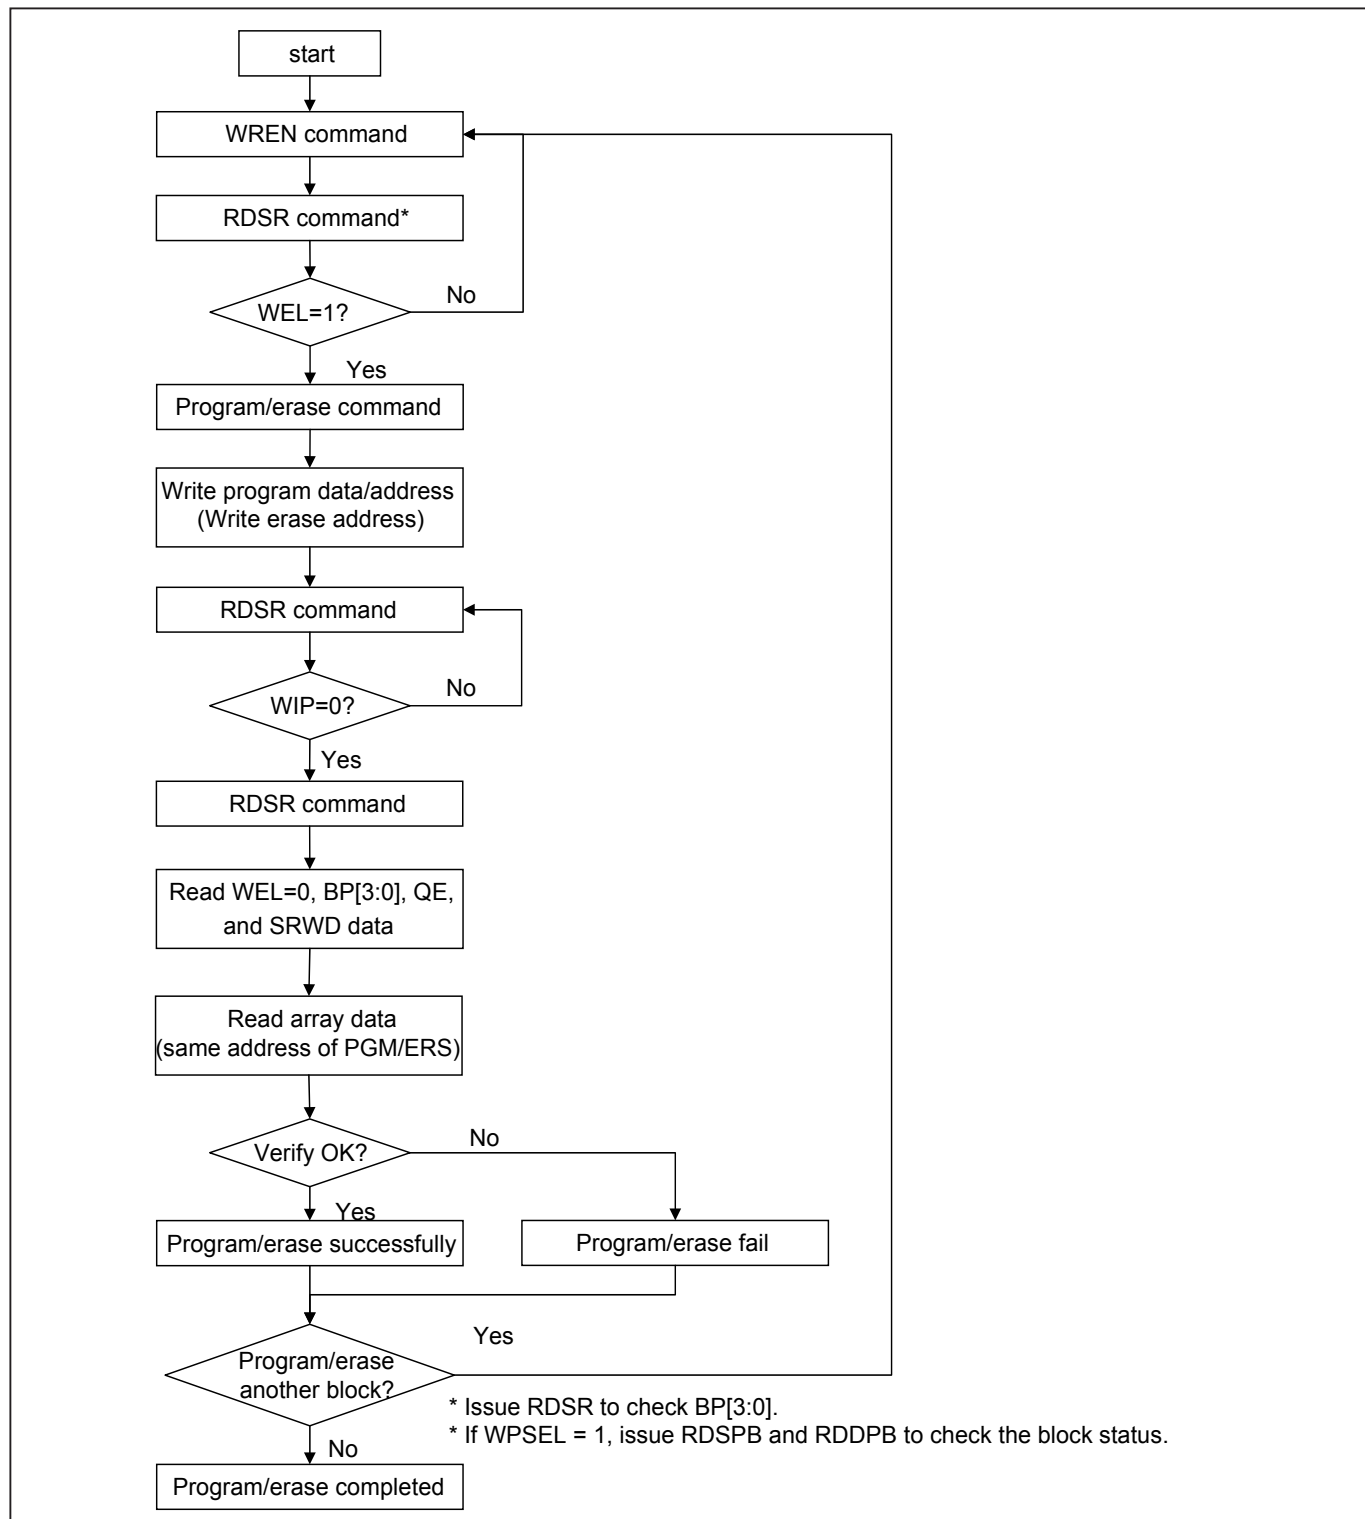 start
WREN command
RDSR command*
WEL=1?
No
Yes
Program/erase command
Write program data/address
(Write erase address)
RDSR command
WIP=0?
No
Yes
RDSR command
Read WEL=0, BP[3:0], QE,
and SRWD data
Read array data
(same address of PGM/ERS)
Verify OK?
No
Yes
Program/erase successfully
Program/erase fail
Yes
Program/erase
another block?
* Issue RDSR to check BP[3:0].
* If WPSEL = 1, issue RDSPB and RDDPB to check the block status.
No
Program/erase completed